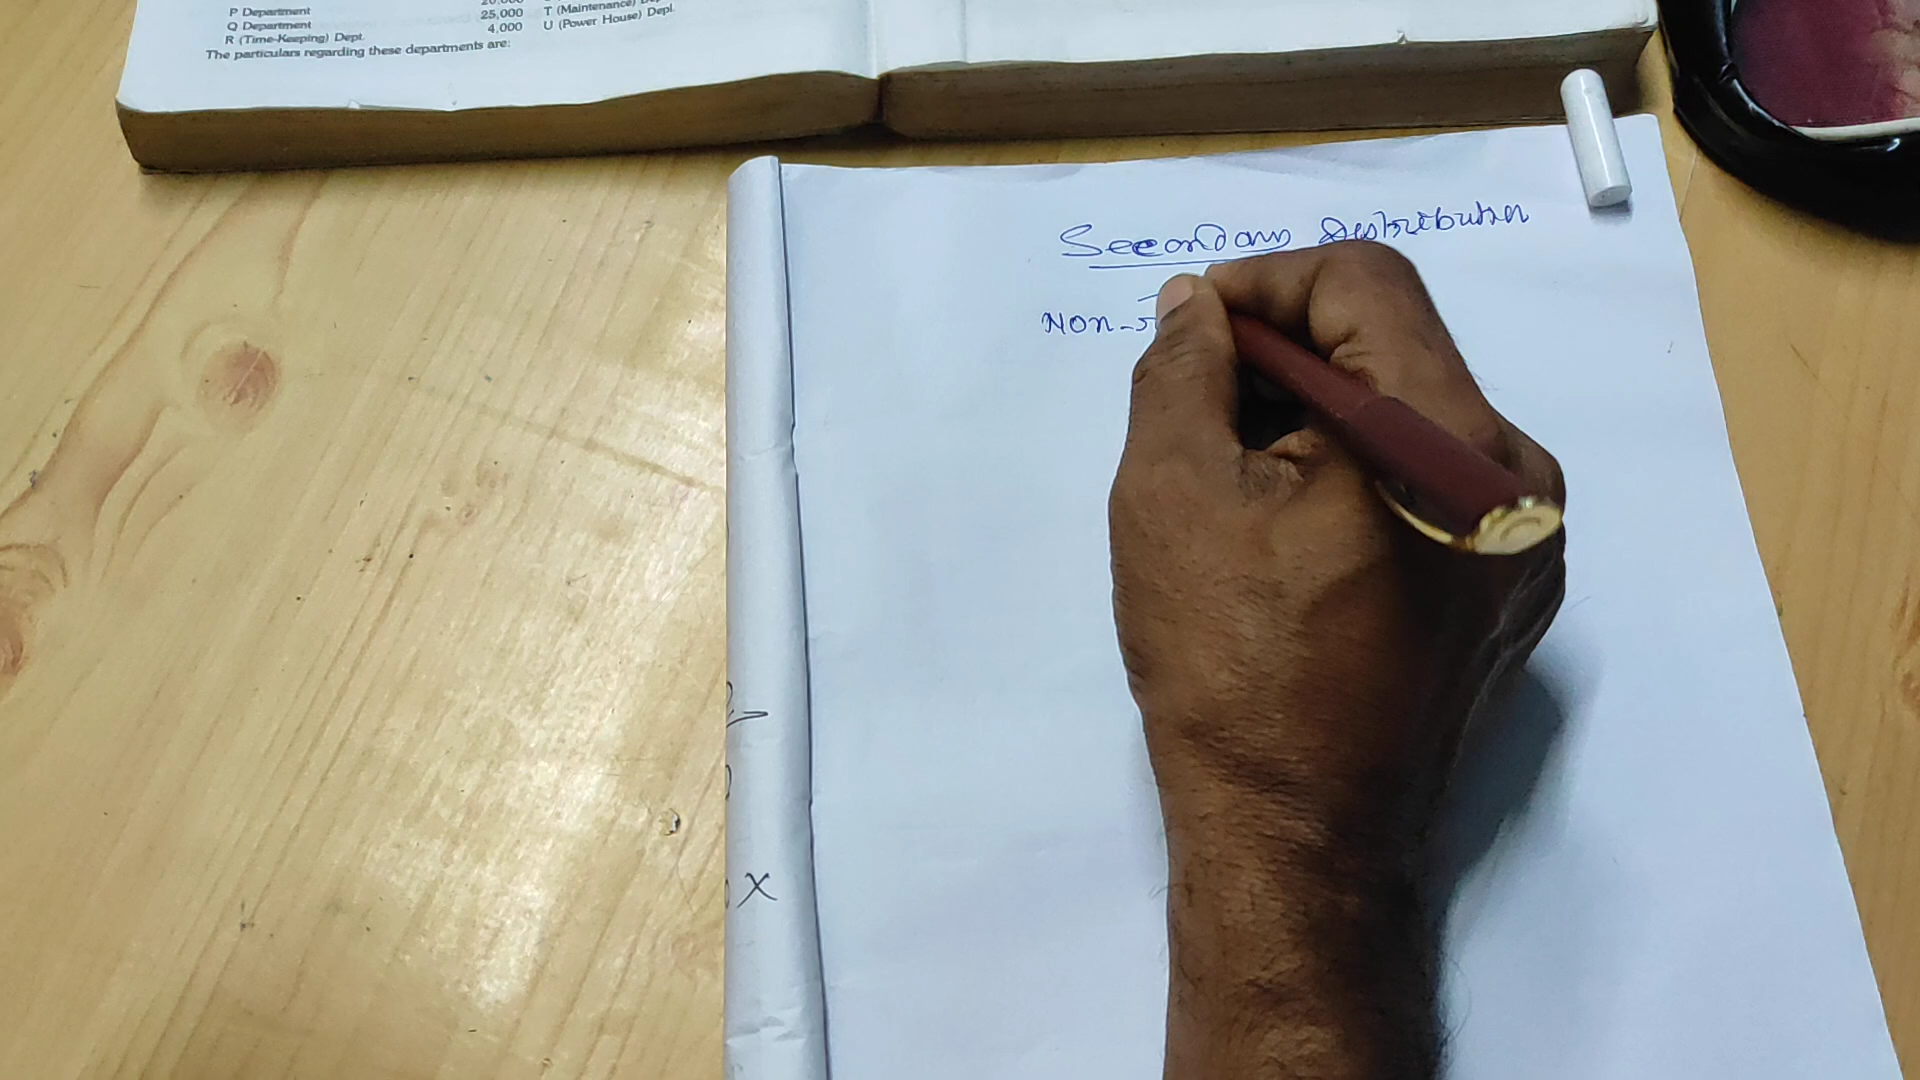 P Department
Q Department 25,000 T (Maintenance)
R (Time-Keeping) Dept. 4,000 U (Power House) Dept.
The particulars regarding these departments are:
Secondary Distribution
Non-
X